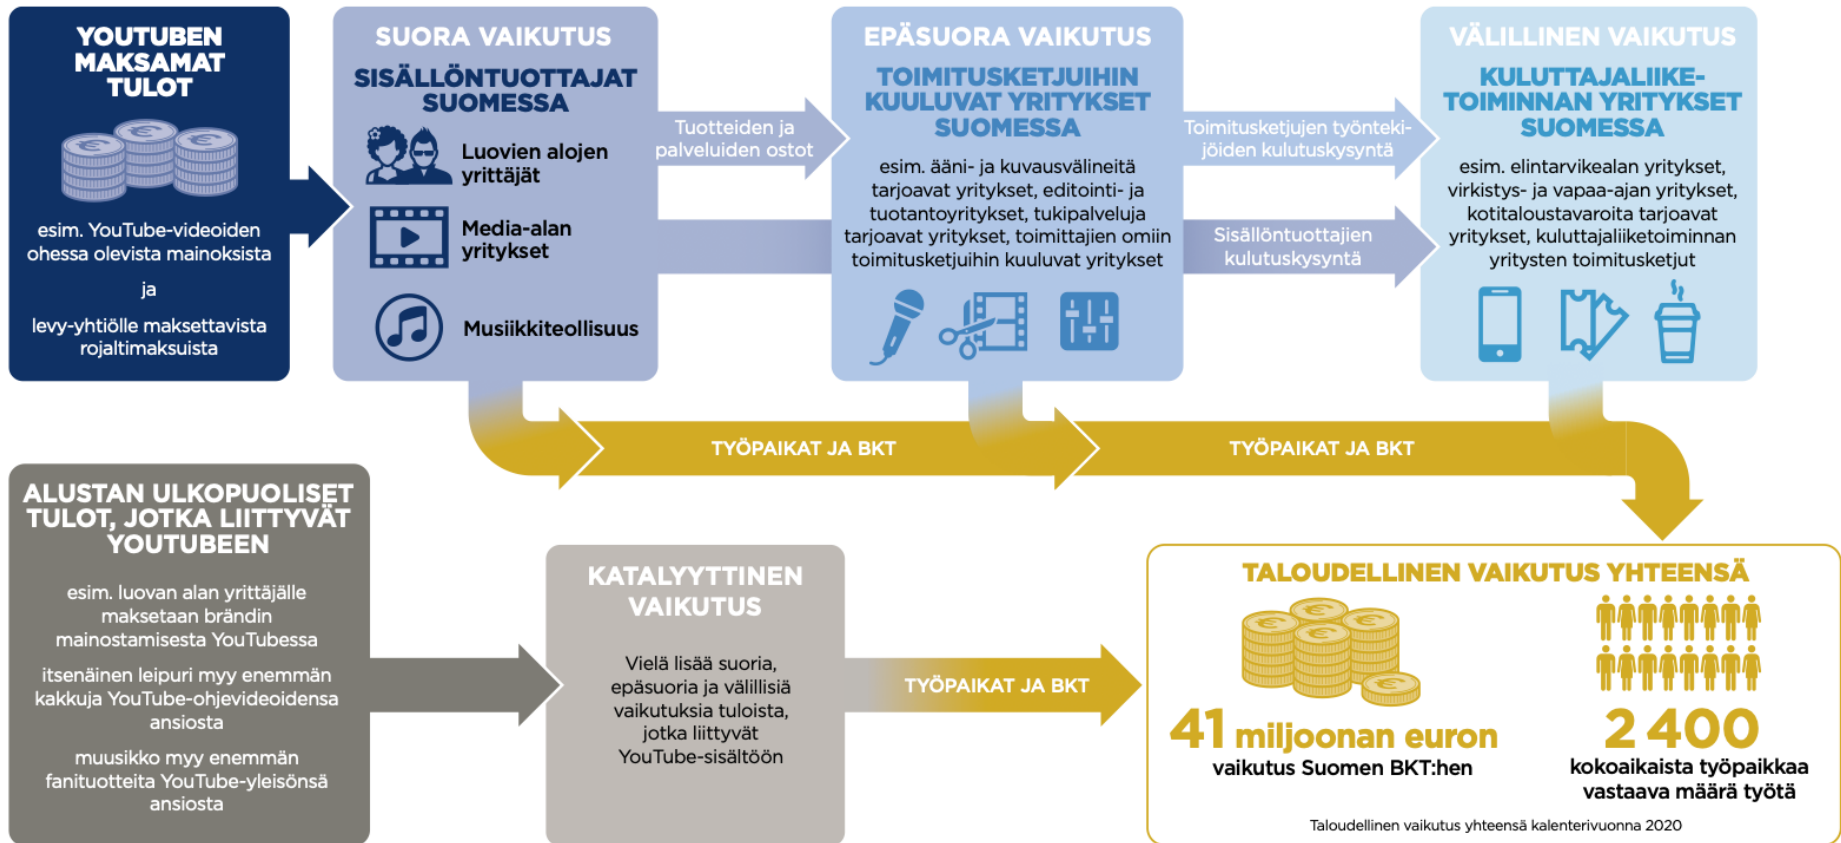 YOUTUBEN
MAKSAMAT
TULOT
esim. YouTube-videoiden
ohessa olevista mainoksista
ja
levy-yhtiölle maksettavista
rojaltimaksuista
SUORA VAIKUTUS
SISÄLLÖNTUOTTAJAT
SUOMESSA
Luovien alojen
yrittäjät
Media-alan
yritykset
Musiikkiteollisuus
Tuotteiden ja
palveluiden ostot
EPÄSUORA VAIKUTUS
TOIMITUSKETJUIHIN
KUULUVAT YRITYKSET
SUOMESSA
esim. ääni- ja kuvausvälineitä
tarjoavat yritykset, editointi- ja
tuotantoyritykset, tukipalveluja
tarjoavat yritykset, toimittajien omiin
toimitusketjuihin kuuluvat yritykset
Toimitusketjujen työnteki-
jöiden kulutuskysyntä
Sisällöntuottajien
kulutuskysyntä
VÄLILLINEN VAIKUTUS
KULUTTAJALIIKE-
TOIMINNAN YRITYKSET
SUOMESSA
esim. elintarvikealan yritykset,
virkistys- ja vapaa-ajan yritykset,
kotitaloustavaroita tarjoavat
yritykset, kuluttajaliiketoiminnan
yritysten toimitusketjut
TYÖPAIKAT JA BKT
TYÖPAIKAT JA BKT
ALUSTAN ULKOPUOLISET
TULOT, JOTKA LIITTYVÄT
YOUTUBEEN
esim. luovan alan yrittäjälle
maksetaan brändin
mainostamisesta YouTubessa
itsenäinen leipuri myy enemmän
kakkuja YouTube-ohjevideoidensa
ansiosta
muusikko myy enemmän
fanituotteita YouTube-yleisönsä
ansiosta
KATALYYTTINEN
VAIKUTUS
Vielä lisää suoria,
epäsuoria ja välillisiä
vaikutuksia tuloista,
jotka liittyvät
YouTube-sisältöön
TYÖPAIKAT JA BKT
TALOUDELLINEN VAIKUTUS YHTEENSÄ
41 miljoonan euron
vaikutus Suomen BKT:hen
2 400
kokoaikaista työpaikkaa
vastaava määrä työtä
Taloudellinen vaikutus yhteensä kalenterivuonna 2020